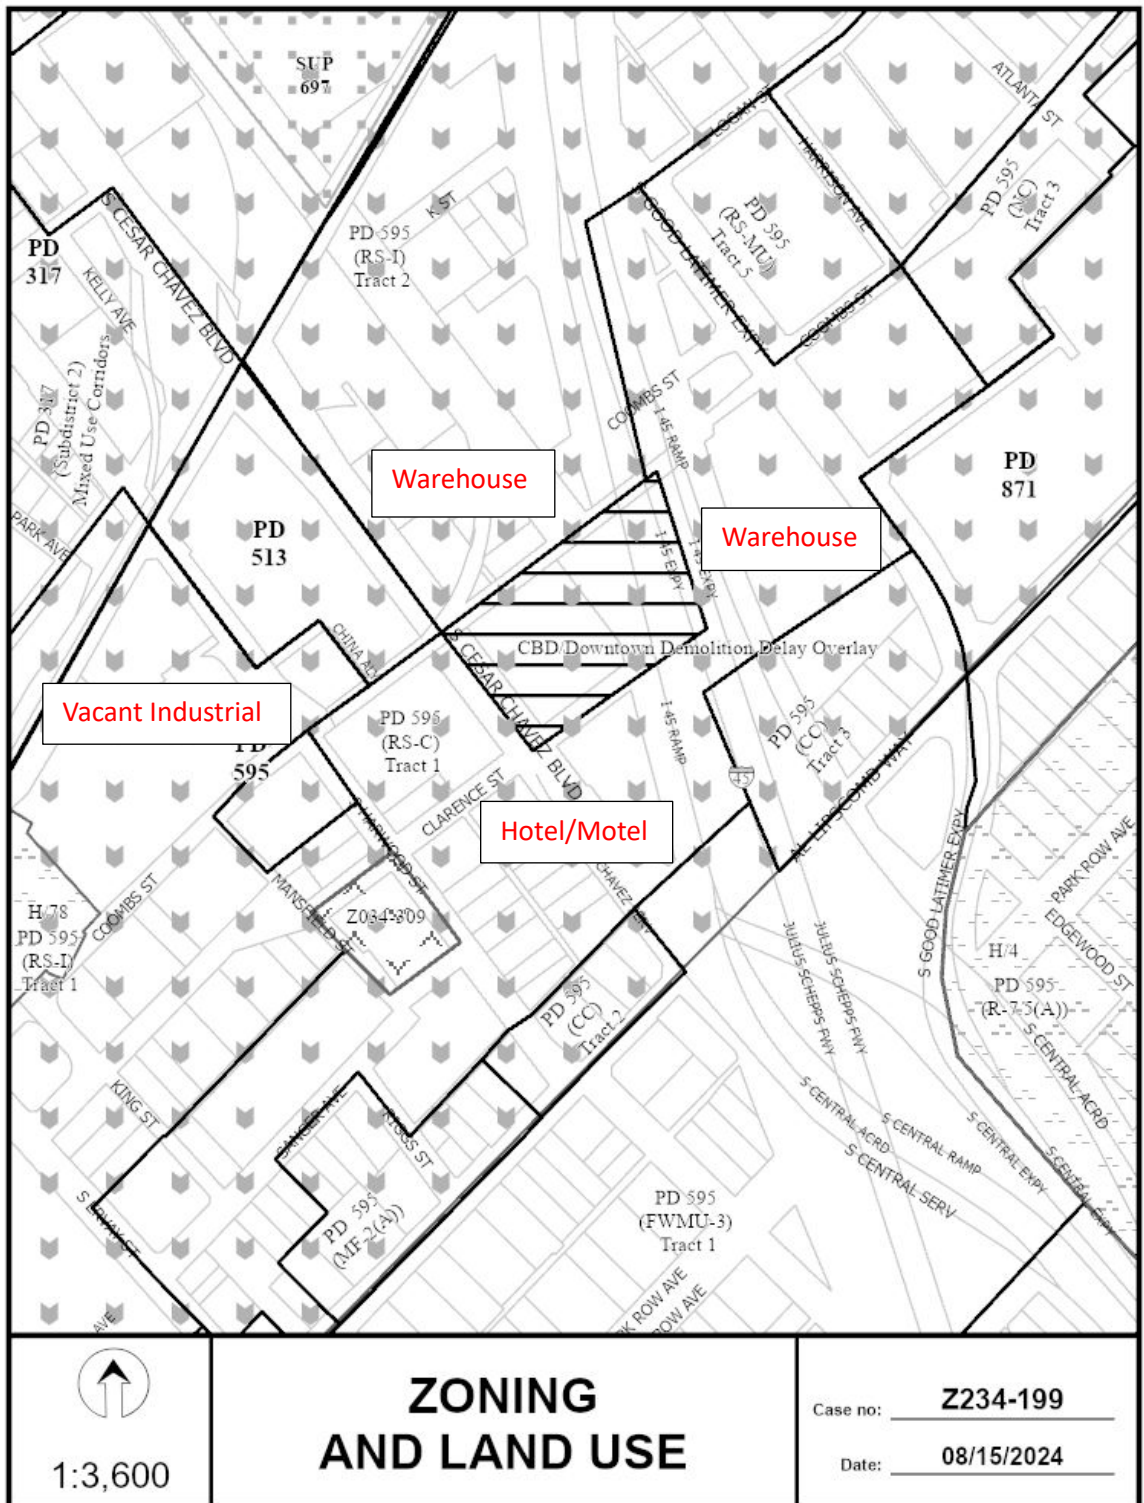 SUP
697
ATLANTA ST
LOGAN ST
HARRISON AVE
PD 595
(NC)
Tract 3
K ST
S CESAR CHAVEZ BLVD
PD
317
PD 595
(RS-I)
Tract 2
S GOOD LATIMER EXPY
PD 595
(RS-MU)
Tract 5
KELLY AVE
COOMBS ST
PD 317
(Subdistrict 2)
Mixed Use Corridors
COOMBS ST
I 45 RAMP
PD
871
Warehouse
Warehouse
PARK AVE
PD
513
I 45 EXPY
I 45 EXPY
CHINA ALY
S CESAR CHAVEZ BLVD
CBD/Downtown Demolition Delay Overlay
Vacant Industrial
PD
595
PD 595
(RS-C)
Tract 1
I 45 RAMP
PD 595
(CC)
Tract 3
45
AL LIPSCOMB WAY
CLARENCE ST
S HARWOOD ST
Hotel/Motel
S GOOD LATIMER EXPY
PARK ROW AVE
COOMBS ST
MANSFIELD ST
Z034-309
CHAVEZ
H/78
PD 595
(RS-I)
Tract 1
EDGEWOOD ST
H/4
PD 595
(R-7.5(A))
JULIUS SCHEPPS FWY
JULIUS SCHEPPS FWY
PD 595
(CC)
Tract 2
S CENTRAL ACRD
KING ST
SANGER AVE
RIGGS ST
S CENTRAL ACRD
S CENTRAL RAMP
S CENTRAL EXPY
S CENTRAL SERV
S CENTRAL EXPY
S ERVAY ST
PD 595
(MF-2(A))
PD 595
(FWMU-3)
Tract 1
ROW AVE
ROW AVE
AVE
1:3,600
ZONING
AND LAND USE
Case no: Z234-199
Date: 08/15/2024